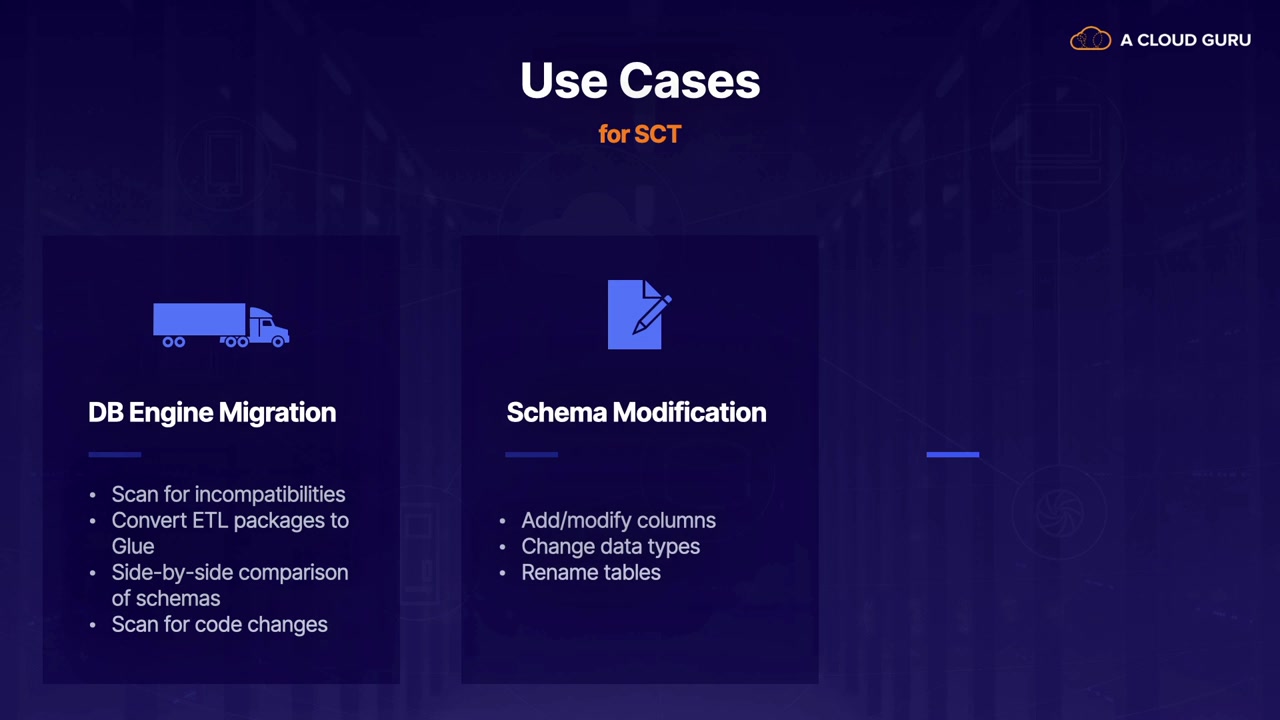 A CLOUD GURU
Use Cases
for SCT
DB Engine Migration
• Scan for incompatibilities
• Convert ETL packages to
Glue
• Side-by-side comparison
of schemas
• Scan for code changes
Schema Modification
• Add/modify columns
• Change data types
• Rename tables